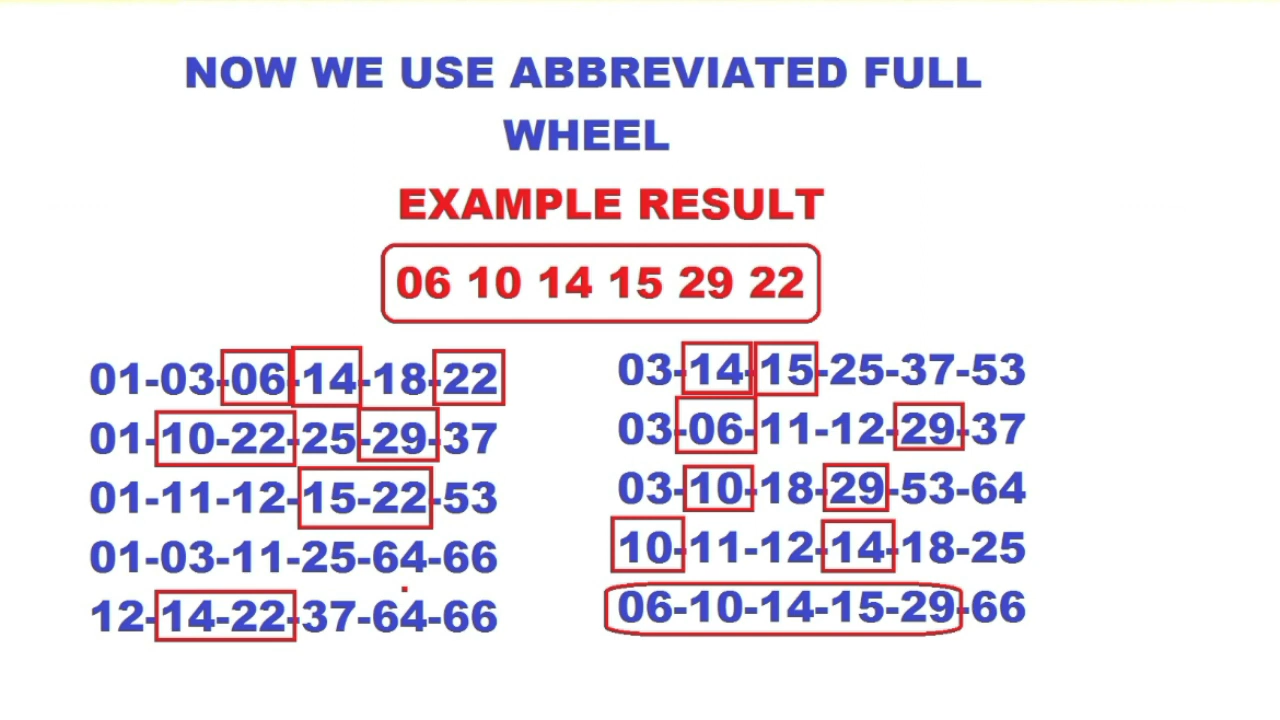 NOW WE USE ABBREVIATED FULL
WHEEL
EXAMPLE RESULT
06 10 14 15 29 22
01-03-06-14-18-22
01-10-22-25-29-37
01-11-12-15-22-53
01-03-11-25-64-66
12-14-22-37-64-66
03-14-15-25-37-53
03-06-11-12-29-37
03-10-18-29-53-64
10-11-12-14-18-25
06-10-14-15-29-66